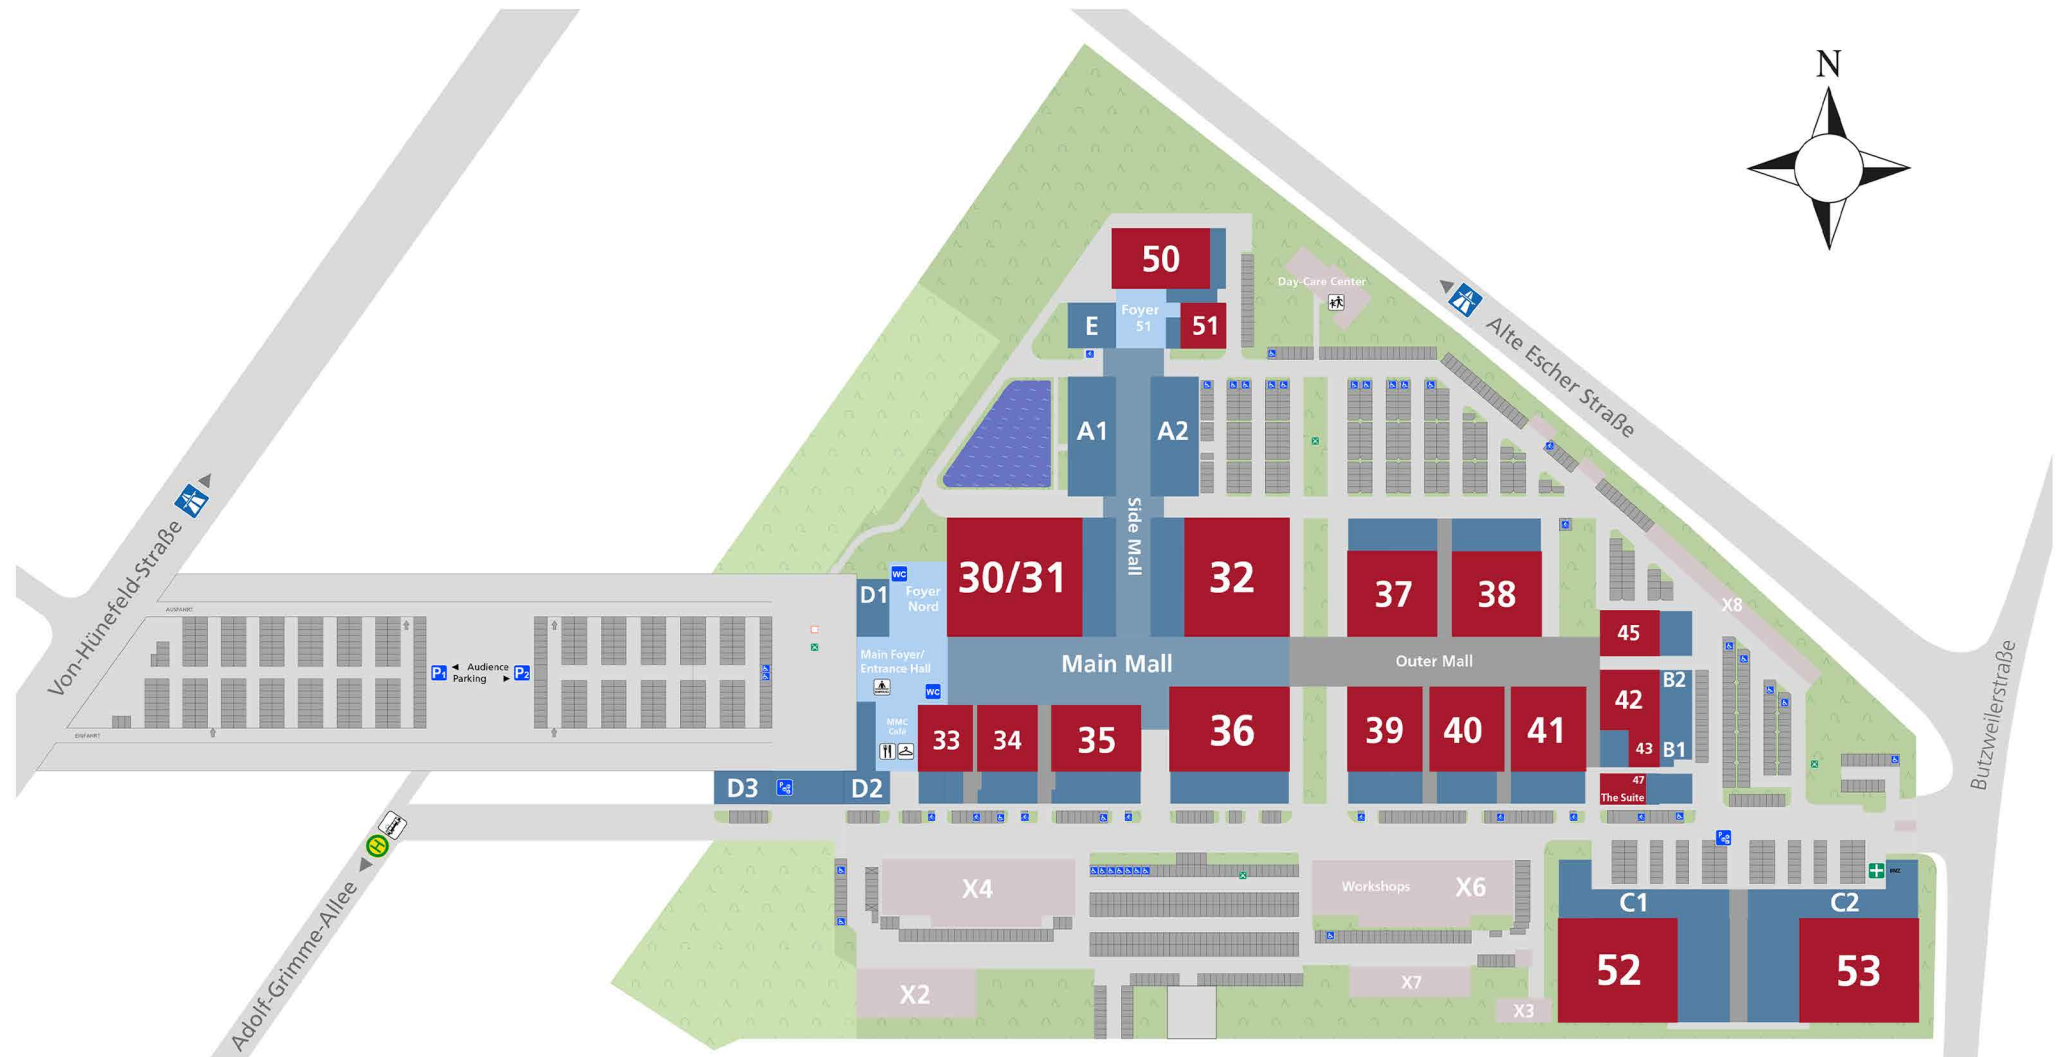 N
50
Day-Care Center
Foyer
51
E
51
Alte Escher Straße
A1
A2
Side Mall
Von-Hünefeld-Straße
30/31
32
37
38
WC
D1
Foyer
Nord
X8
45
AUSFAHRT
Main Foyer/
Entrance Hall
Main Mall
Outer Mall
P1
Audience
Parking
P2
WC
B2
42
Butzweilerstraße
MMC
Café
33
34
35
36
39
40
41
43
B1
EINFAHRT
D3
P
D2
47
The Suite
H
P
X4
Workshops
X6
C1
C2
Adolf-Grimme-Allee
52
53
X2
X7
X3